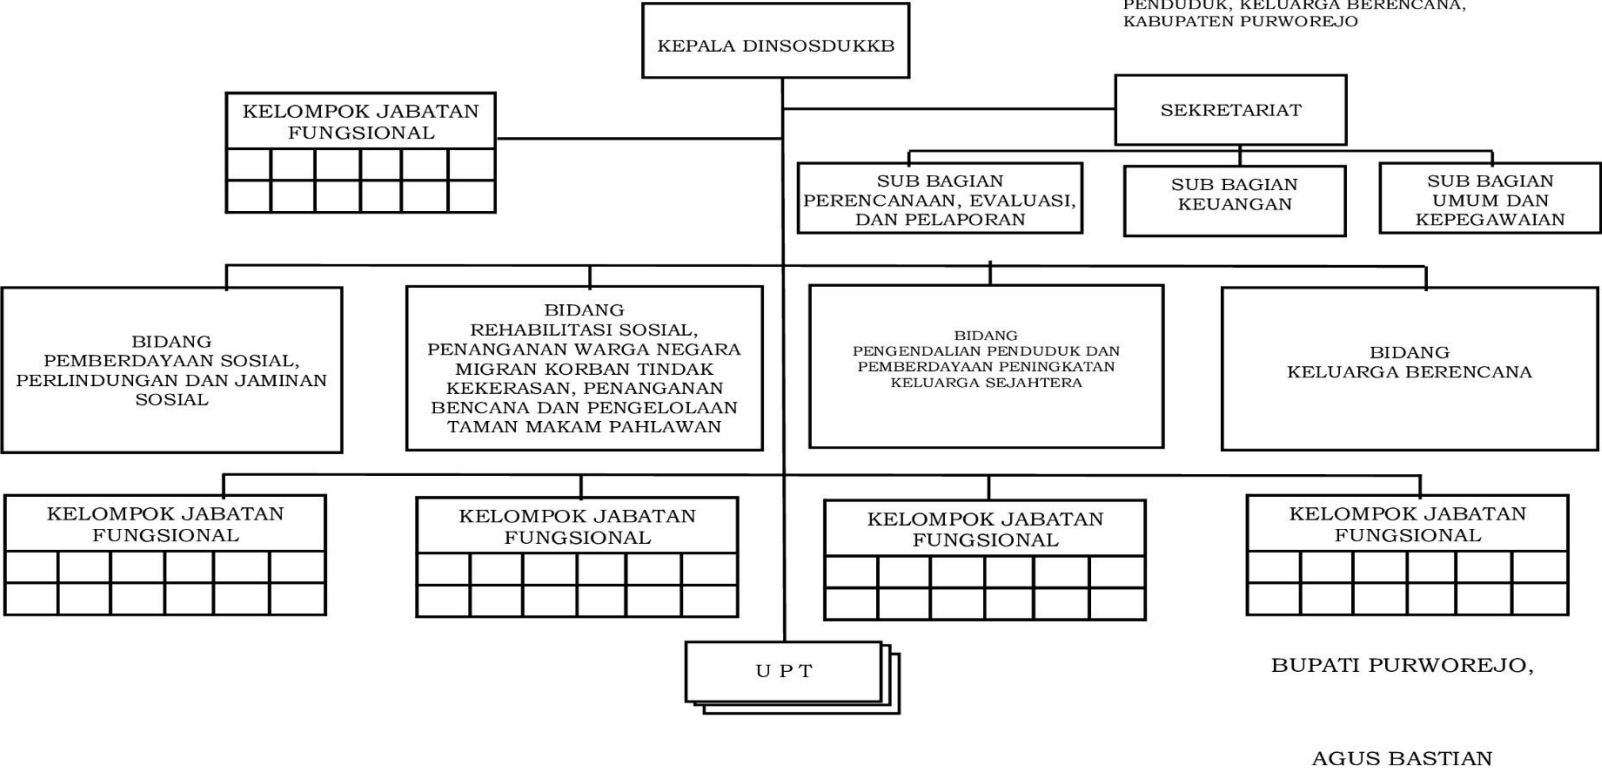 PENDUDUK, KELUARGA BERENCANA,
KABUPATEN PURWOREJO
KEPALA DINSOSDUKKB
SEKRETARIAT
KELOMPOK JABATAN
FUNGSIONAL
SUB BAGIAN
PERENCANAAN, EVALUASI,
DAN PELAPORAN
SUB BAGIAN
KEUANGAN
SUB BAGIAN
UMUM DAN
KEPEGAWAIAN
BIDANG
PEMBERDAYAAN SOSIAL,
PERLINDUNGAN DAN JAMINAN
SOSIAL
BIDANG
REHABILITASI SOSIAL,
PENANGANAN WARGA NEGARA
MIGRAN KORBAN TINDAK
KEKERASAN, PENANGANAN
BENCANA DAN PENGELOLAAN
TAMAN MAKAM PAHLAWAN
BIDANG
PENGENDALIAN PENDUDUK DAN
PEMBERDAYAAN PENINGKATAN
KELUARGA SEJAHTERA
BIDANG
KELUARGA BERENCANA
KELOMPOK JABATAN
FUNGSIONAL
KELOMPOK JABATAN
FUNGSIONAL
KELOMPOK JABATAN
FUNGSIONAL
KELOMPOK JABATAN
FUNGSIONAL
U P T
BUPATI PURWOREJO,
AGUS BASTIAN